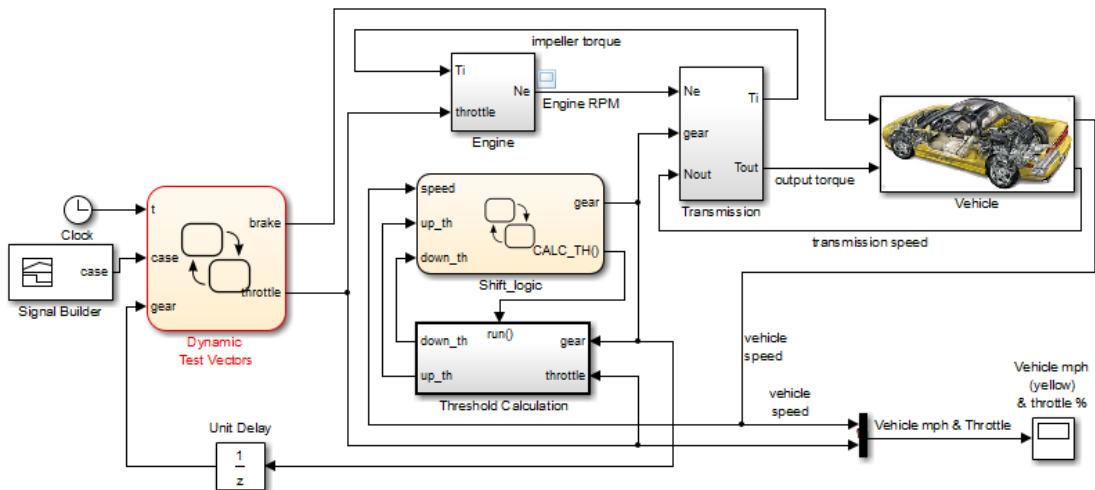 impeller torque
Ti
Ne
throttle
Engine RPM
Engine
Ne
Ti
gear
Nout
Tout
Transmission
output torque
Vehicle
transmission speed
t
brake
case
gear
throttle
Clock
case
Signal Builder
Dynamic
Test Vectors
speed
gear
up_th
CALC_TH()
down_th
Shift_logic
run()
down_th
gear
up_th
throttle
Threshold Calculation
vehicle
speed
vehicle
speed
Vehicle mph
(yellow)
& throttle %
Vehicle mph & Throttle
Unit Delay
1
z